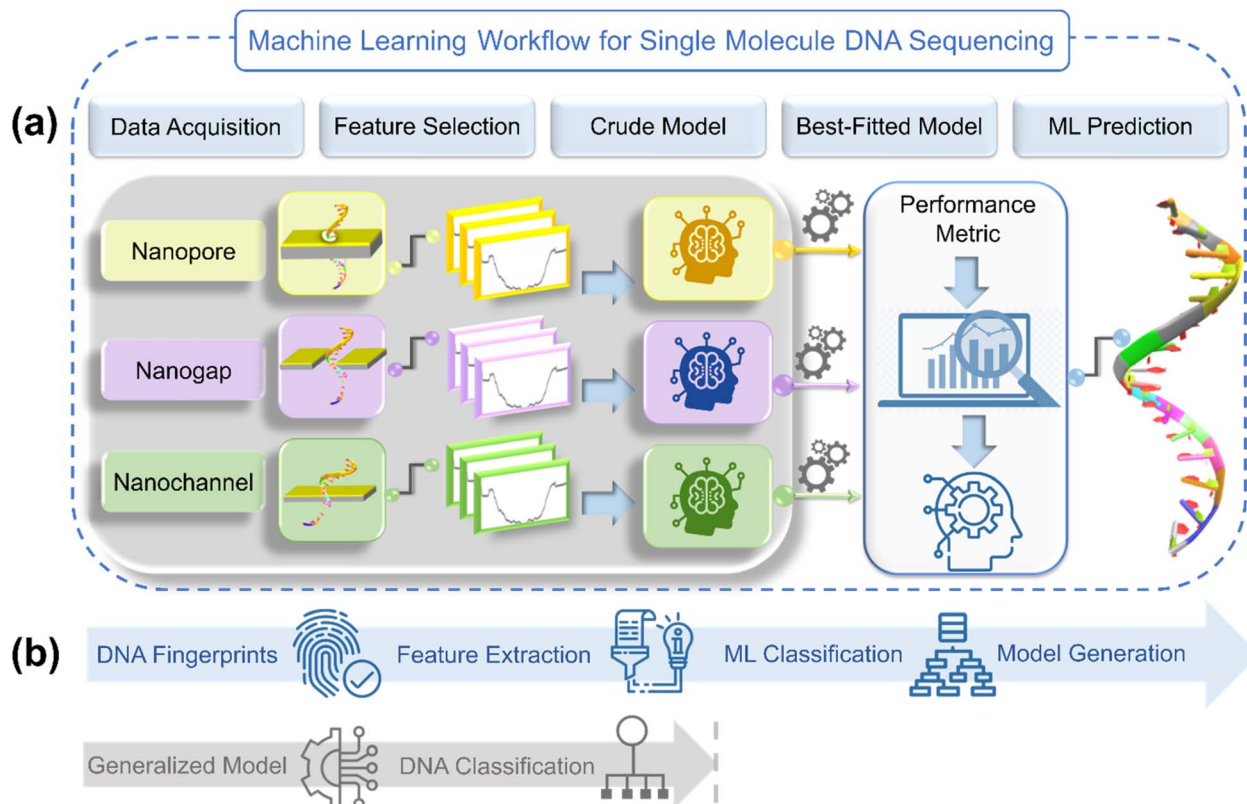 Machine Learning Workflow for Single Molecule DNA Sequencing
(a)
Data Acquisition
Feature Selection
Crude Model
Best-Fitted Model
ML Prediction
Nanopore
Nanogap
Nanochannel
Performance
Metric
(b)
DNA Fingerprints
Feature Extraction
ML Classification
Model Generation
Generalized Model
DNA Classification